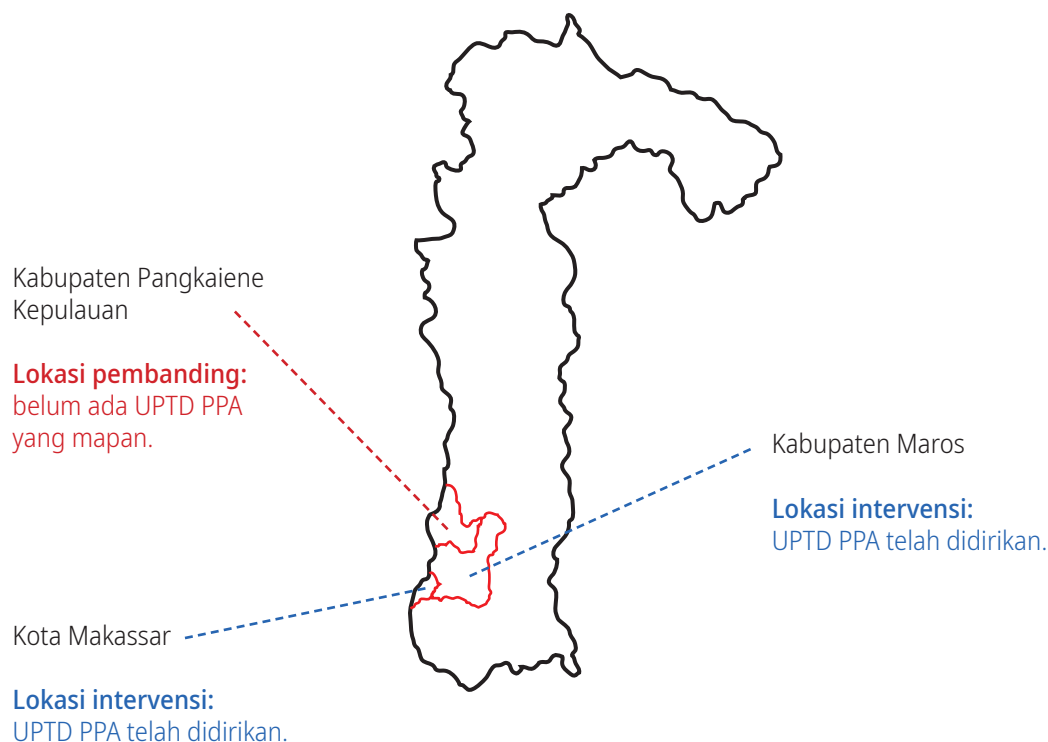 Kabupaten Pangkaiene
Kepulauan
Lokasi pembanding:
belum ada UPTD PPA
yang mapan.
Kabupaten Maros
Lokasi intervensi:
UPTD PPA telah didirikan.
Kota Makassar
Lokasi intervensi:
UPTD PPA telah didirikan.